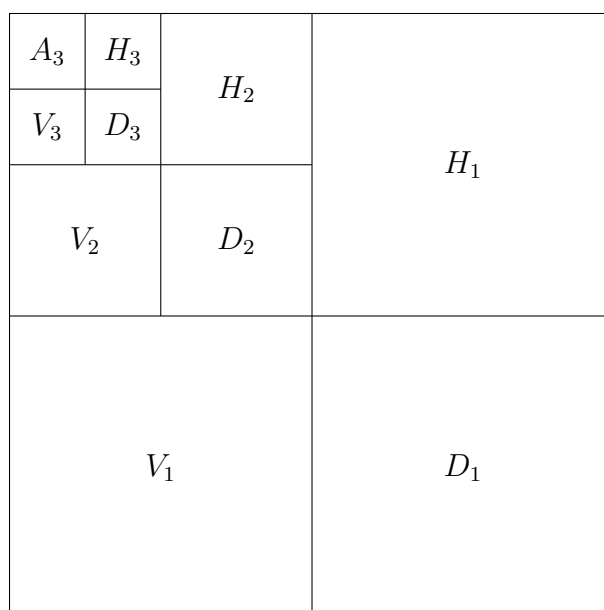 A₃ H₃
H₂
V₃ D₃
H₁
V₂ D₂
V₁ D₁